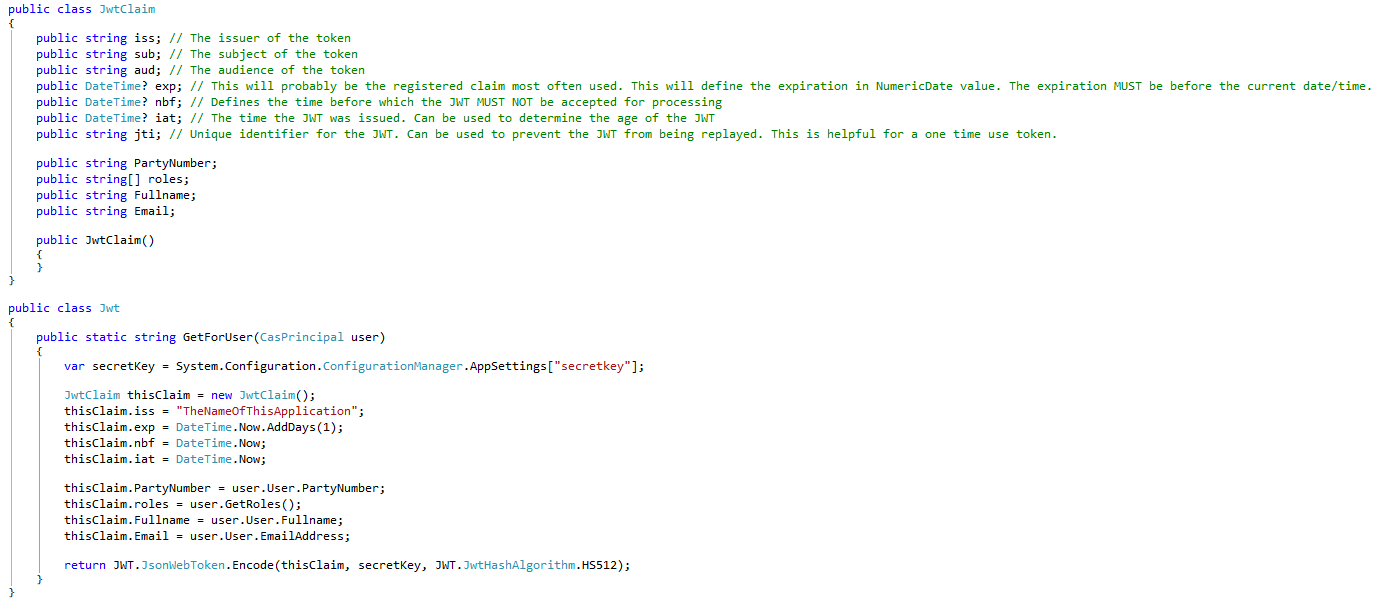 public class JwtClaim
{
    public string iss; // The issuer of the token
    public string sub; // The subject of the token
    public string aud; // The audience of the token
    public DateTime? exp; // This will probably be the registered claim most often used. This will define the expiration in NumericDate value. The expiration MUST be before the current date/time.
    public DateTime? nbf; // Defines the time before which the JWT MUST NOT be accepted for processing
    public DateTime? iat; // The time the JWT was issued. Can be used to determine the age of the JWT
    public string jti; // Unique identifier for the JWT. Can be used to prevent the JWT from being replayed. This is helpful for a one time use token.

    public string PartyNumber;
    public string[] roles;
    public string Fullname;
    public string Email;

    public JwtClaim()
    {
    }
}

public class Jwt
{
    public static string GetForUser(CasPrincipal user)
    {
        var secretKey = System.Configuration.ConfigurationManager.AppSettings["secretkey"];

        JwtClaim thisClaim = new JwtClaim();
        thisClaim.iss = "TheNameOfThisApplication";
        thisClaim.exp = DateTime.Now.AddDays(1);
        thisClaim.nbf = DateTime.Now;
        thisClaim.iat = DateTime.Now;

        thisClaim.PartyNumber = user.User.PartyNumber;
        thisClaim.roles = user.GetRoles();
        thisClaim.Fullname = user.User.Fullname;
        thisClaim.Email = user.User.EmailAddress;

        return JWT.JsonWebToken.Encode(thisClaim, secretKey, JWT.JwtHashAlgorithm.HS512);
    }
}